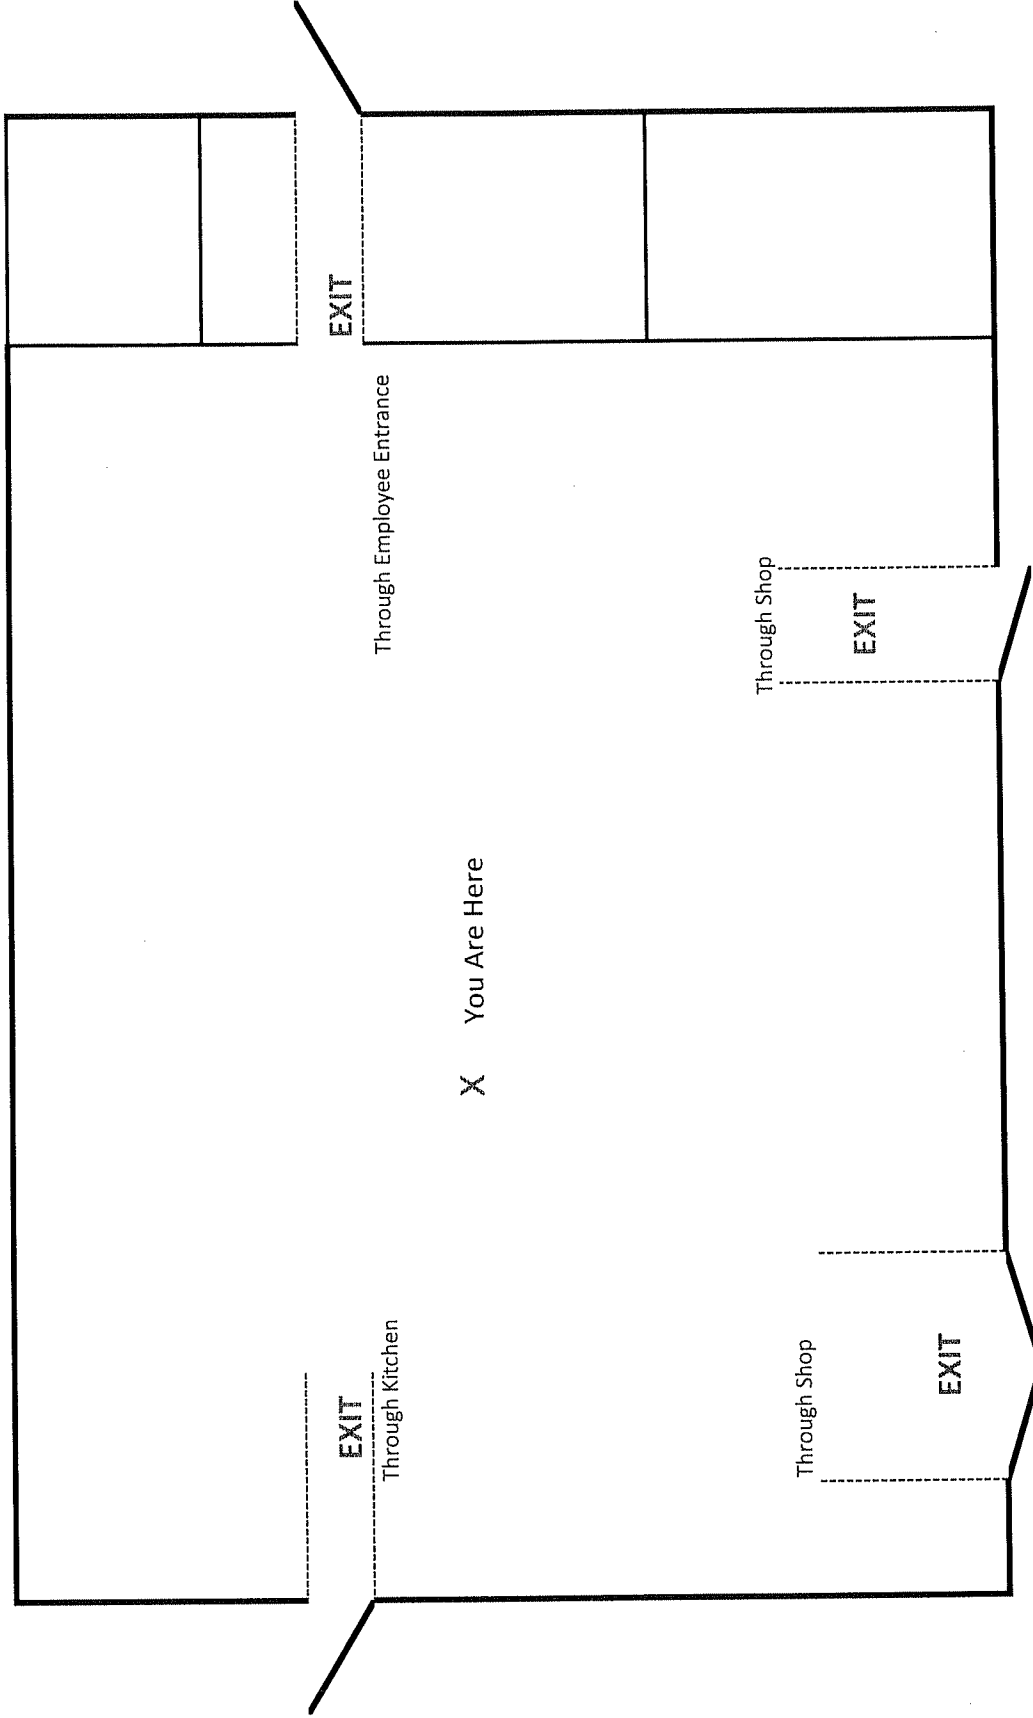 EXIT
Through Kitchen
X You Are Here
Through Employee Entrance
EXIT
Through Shop
EXIT
Through Shop
EXIT